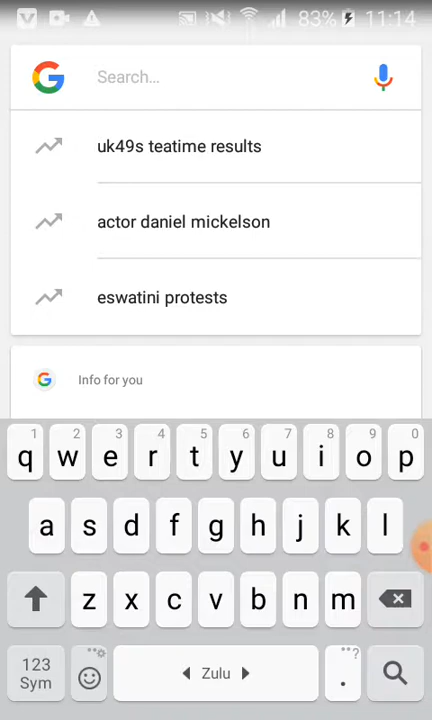 83% 11:14
Search...
uk49s teatime results
actor daniel mickelson
eswatini protests
Info for you
1 2 3 4 5 6 7 8 9 0
q w e r t y u i o p
a s d f g h j k l
z x c v b n m
123
Sym
Zulu
. ?